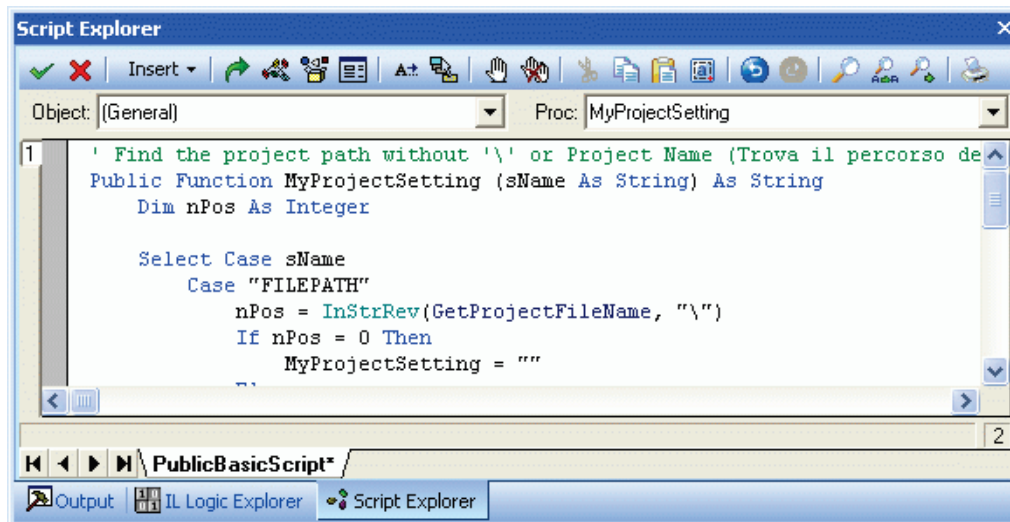 Script Explorer
Insert
Object: (General) Proc: MyProjectSetting
1
' Find the project path without '\' or Project Name (Trova il percorso de
Public Function MyProjectSetting (sName As String) As String
Dim nPos As Integer
Select Case sName
Case "FILEPATH"
nPos = InStrRev(GetProjectFileName, "\")
If nPos = 0 Then
MyProjectSetting = ""
2
PublicBasicScript*
Output IL Logic Explorer Script Explorer